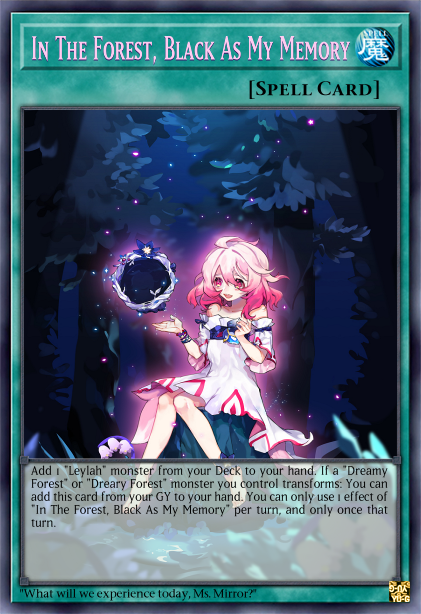 In The Forest, Black As My Memory
SPELL
魔
[Spell Card]
Add 1 "Leylah" monster from your Deck to your hand. If a "Dreamy
Forest" or "Dreary Forest" monster you control transforms: You can
add this card from your GY to your hand. You can only use 1 effect of
"In The Forest, Black As My Memory" per turn, and only once that
turn.
"What will we experience today, Ms. Mirror?"